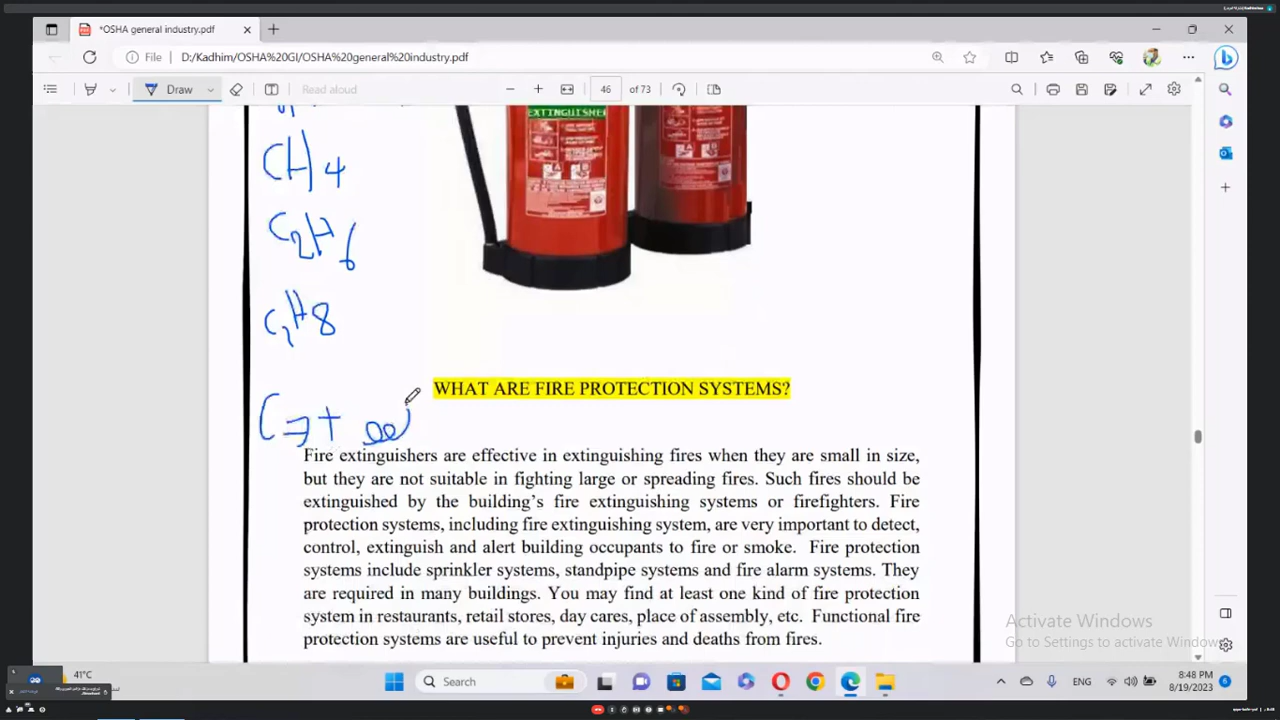 *OSHA general industry.pdf
File D:/Kadhim/OSHA%20GI/OSHA%20general%20industry.pdf
Draw Read aloud 46 of 73
EXTINGUISHER
CH4
C2H6
WHAT ARE FIRE PROTECTION SYSTEMS?
Fire extinguishers are effective in extinguishing fires when they are small in size,
but they are not suitable in fighting large or spreading fires. Such fires should be
extinguished by the building's fire extinguishing systems or firefighters. Fire
protection systems, including fire extinguishing system, are very important to detect,
control, extinguish and alert building occupants to fire or smoke. Fire protection
systems include sprinkler systems, standpipe systems and fire alarm systems. They
are required in many buildings. You may find at least one kind of fire protection
system in restaurants, retail stores, day cares, place of assembly, etc. Functional fire
protection systems are useful to prevent injuries and deaths from fires.
Activate Windows
Go to Settings to activate Windows
41°C
Search
ENG
8:48 PM
8/19/2023